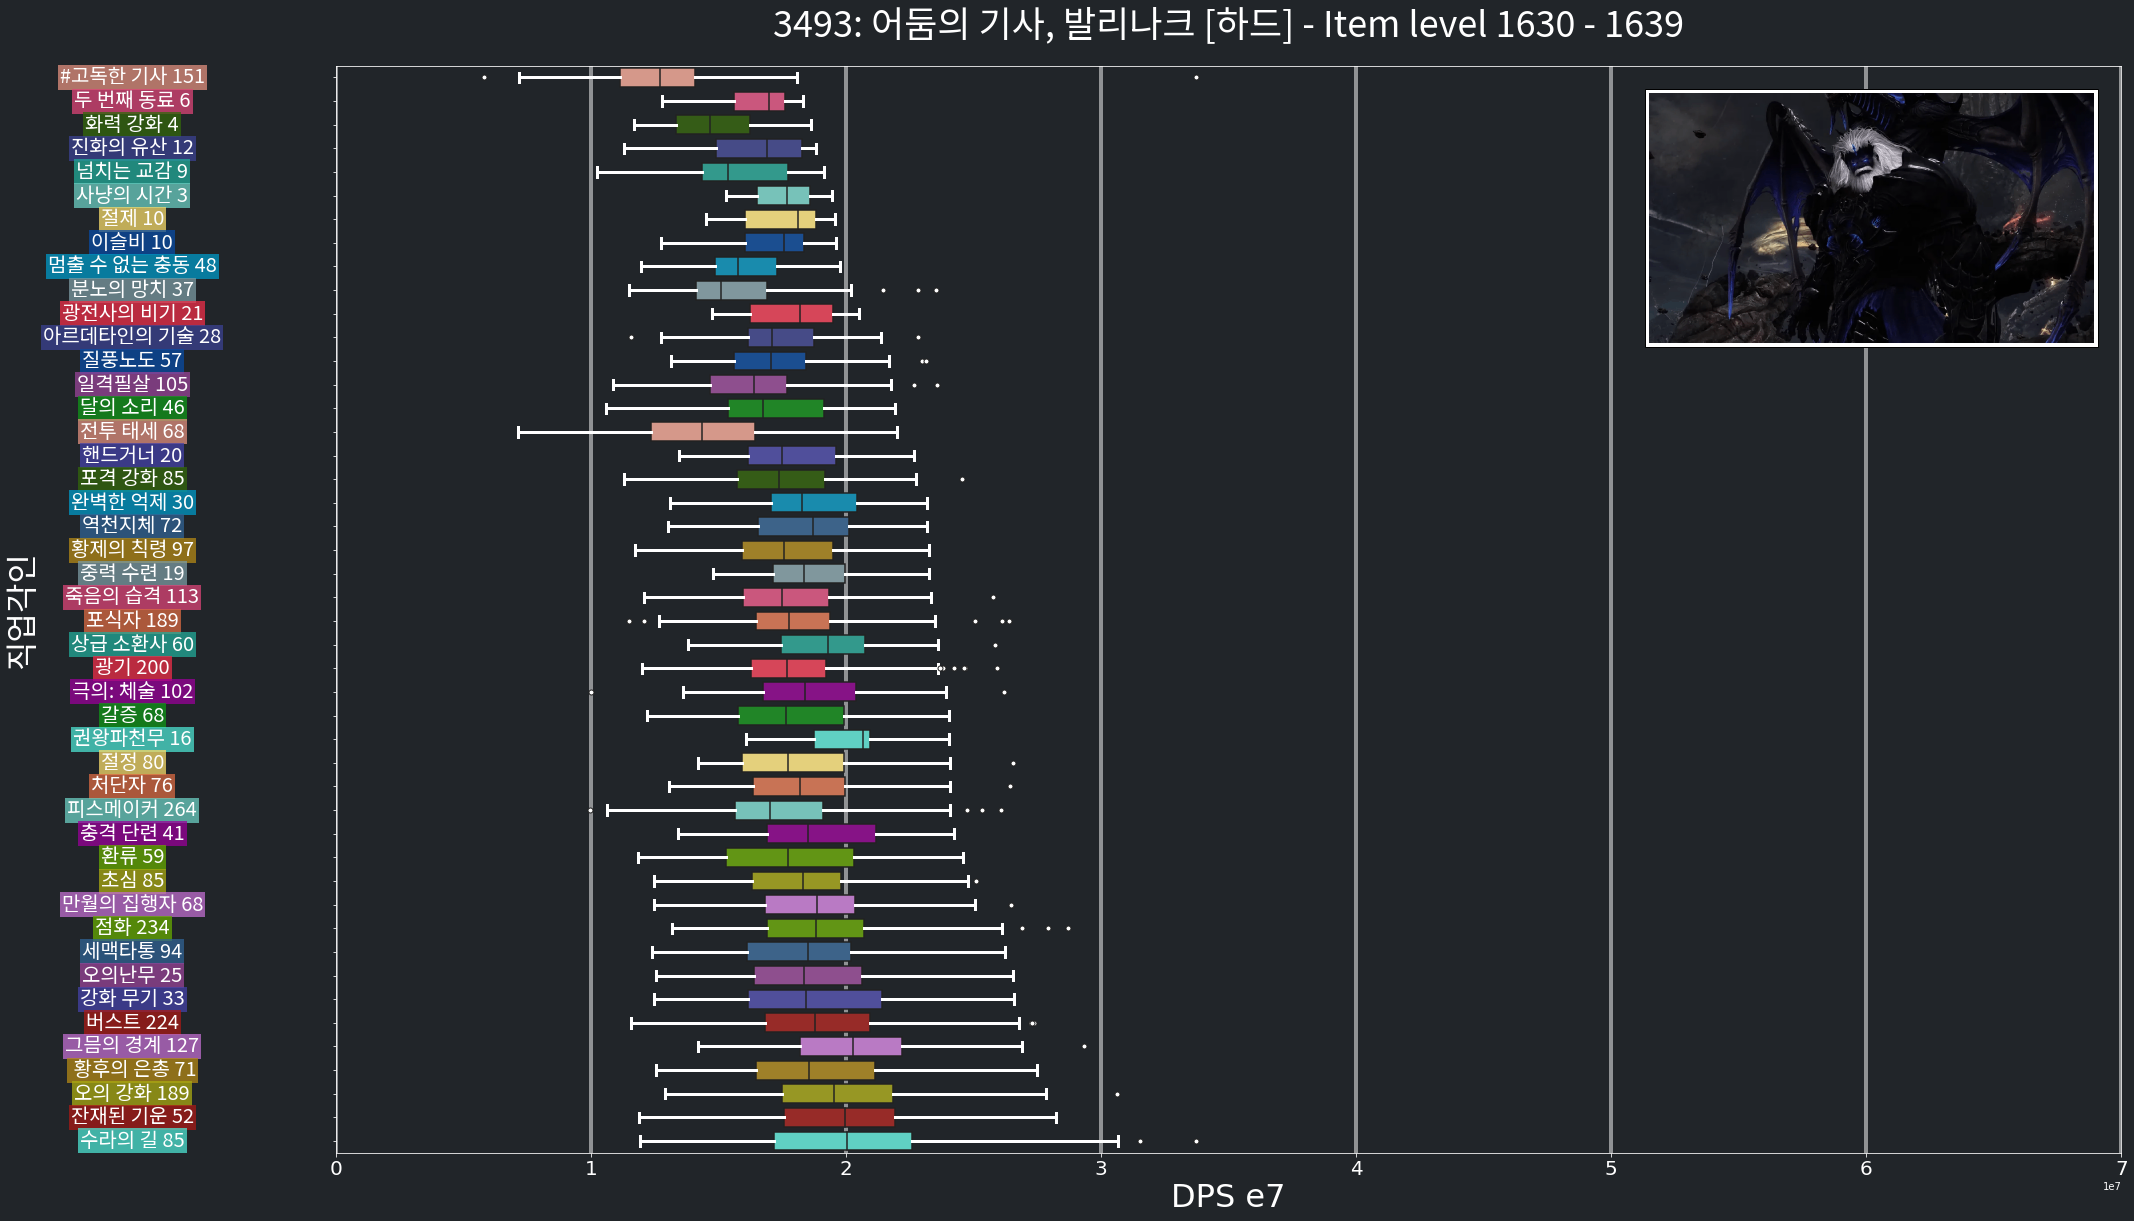 3493: 어둠의 기사, 발리나크 [하드] - Item level 1630 - 1639
#고독한 기사 151
두 번째 동료 6
화력 강화 4
진화의 유산 12
넘치는 교감 9
사냥의 시간 3
절제 10
이슬비 10
멈출 수 없는 충동 48
분노의 망치 37
광전사의 비기 21
아르데타인의 기술 28
질풍노도 57
일격필살 105
달의 소리 46
전투 태세 68
핸드거너 20
포격 강화 85
완벽한 억제 30
역천지체 72
황제의 칙령 97
중력 수련 19
죽음의 습격 113
포식자 189
상급 소환사 60
광기 200
극의: 체술 102
갈증 68
권왕파천무 16
절정 80
처단자 76
피스메이커 264
충격 단련 41
환류 59
초심 85
만월의 집행자 68
점화 234
세맥타통 94
오의난무 25
강화 무기 33
버스트 224
그믐의 경계 127
황후의 은총 71
오의 강화 189
잔재된 기운 52
수라의 길 85
직업각인
0 1 2 3 4 5 6 7
1e7
DPS e7